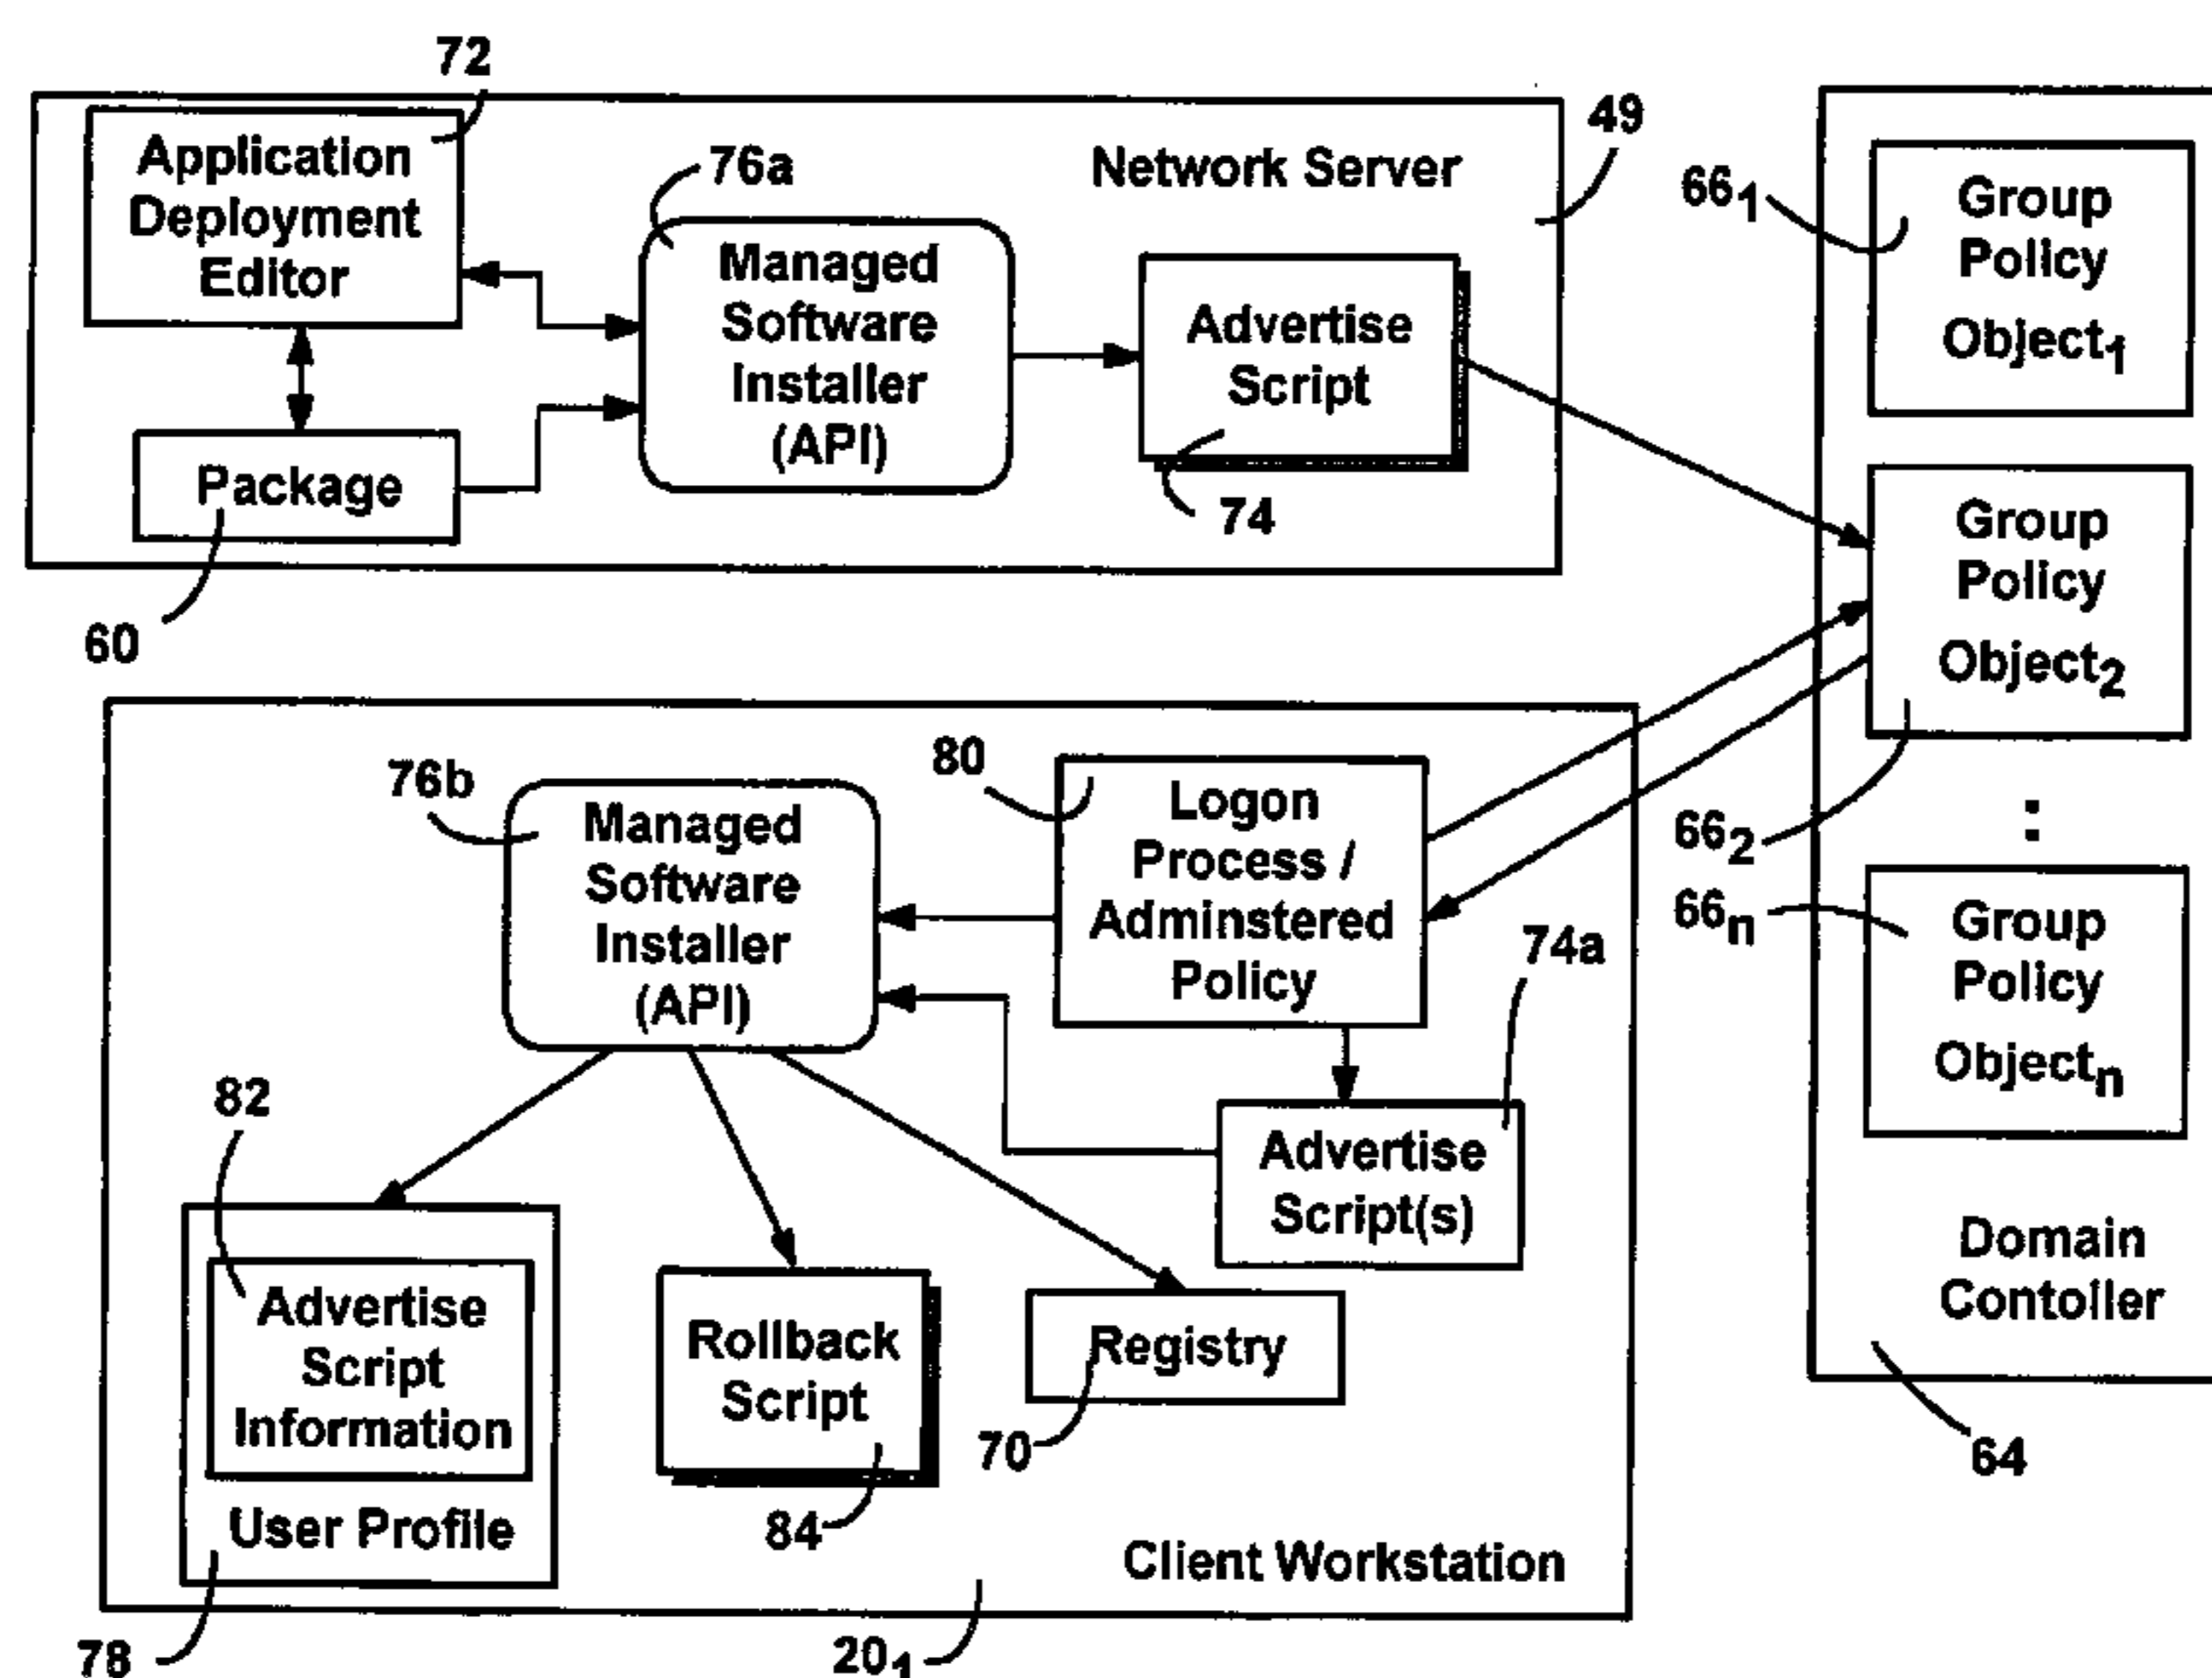 72
Application
Deployment
Editor
76a
Managed
Software
Installer
(API)
Network Server
49
Advertise
Script
74
Package
60
66₁
Group
Policy
Object₁
Group
Policy
Object₂
66₂
:
66ₙ
Group
Policy
Objectₙ
Domain
Contoller
64
76b
Managed
Software
Installer
(API)
80
Logon
Process /
Adminstered
Policy
74a
Advertise
Script(s)
82
Advertise
Script
Information
User Profile
78
Rollback
Script
84
Registry
70
Client Workstation
20₁